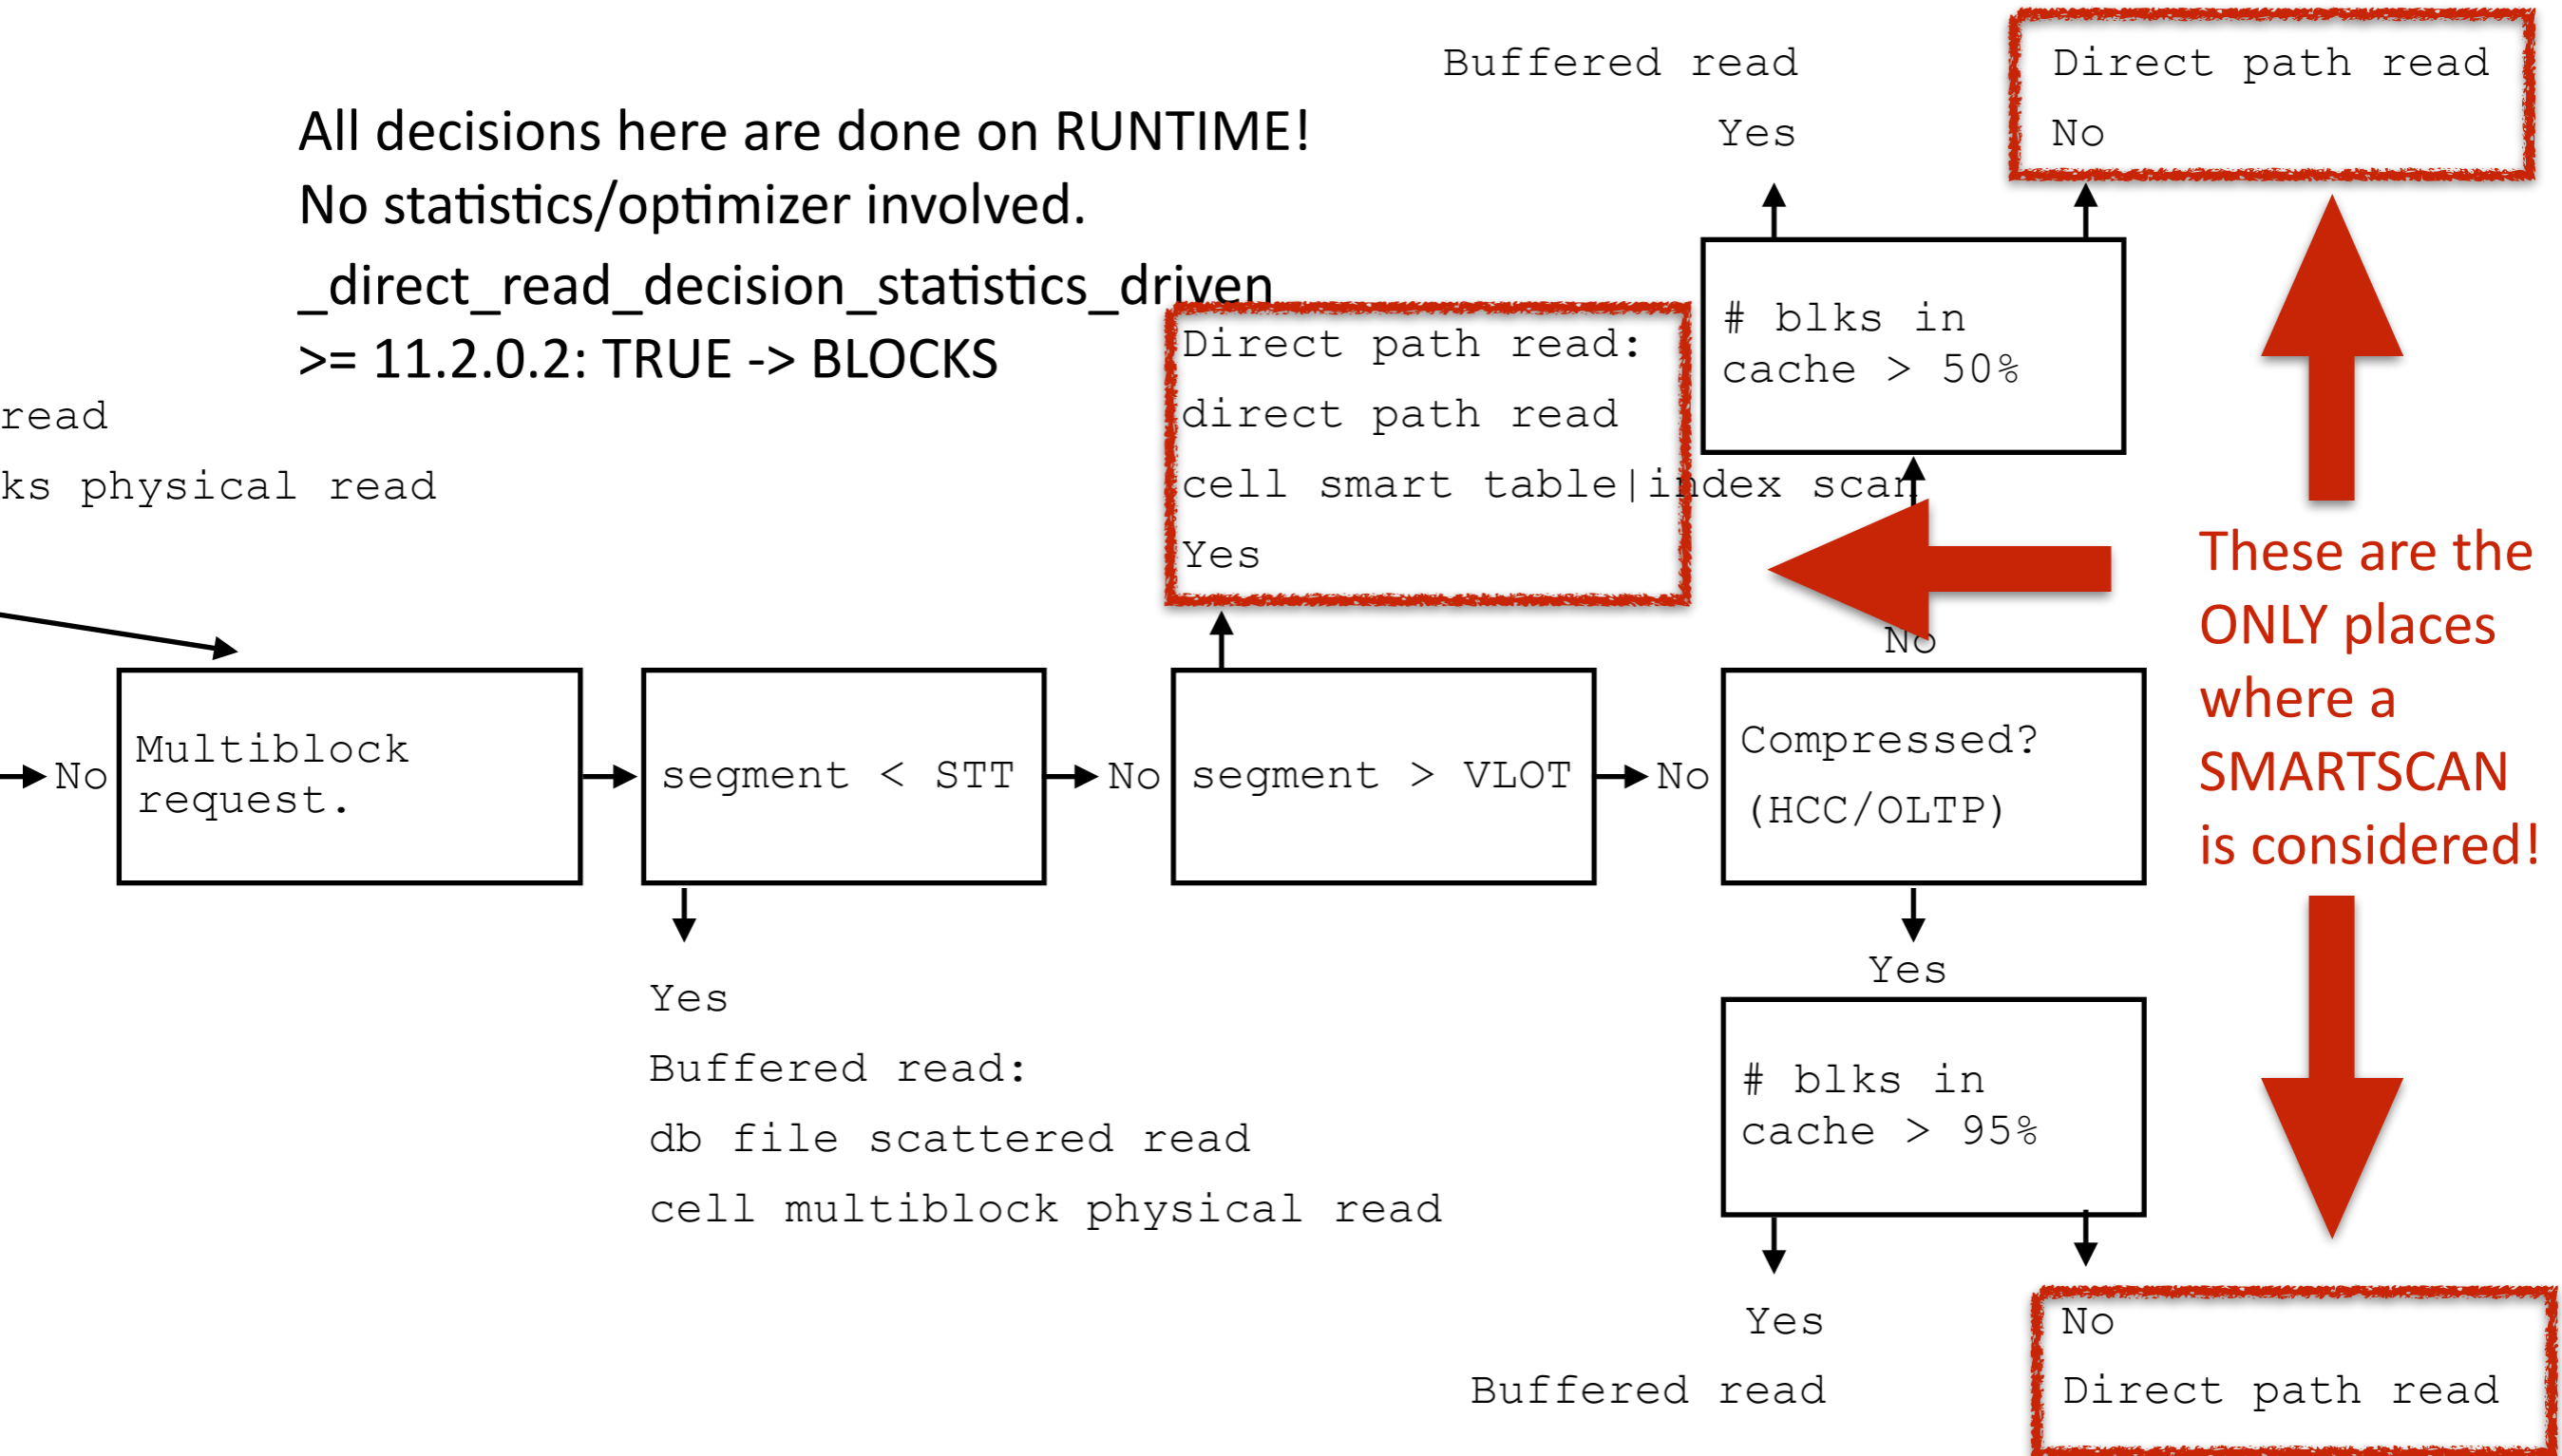 Buffered read
Direct path read
Yes
No
All decisions here are done on RUNTIME!
No statistics/optimizer involved.
_direct_read_decision_statistics_driven
>= 11.2.0.2: TRUE -> BLOCKS
# blks in
cache > 50%
Direct path read:
direct path read
cell smart table|index scan
Yes
read
ks physical read
No
These are the
ONLY places
where a
SMARTSCAN
is considered!
No
Multiblock
request.
segment < STT
No
segment > VLOT
No
Compressed?
(HCC/OLTP)
Yes
Buffered read:
db file scattered read
cell multiblock physical read
Yes
# blks in
cache > 95%
Yes
Buffered read
No
Direct path read